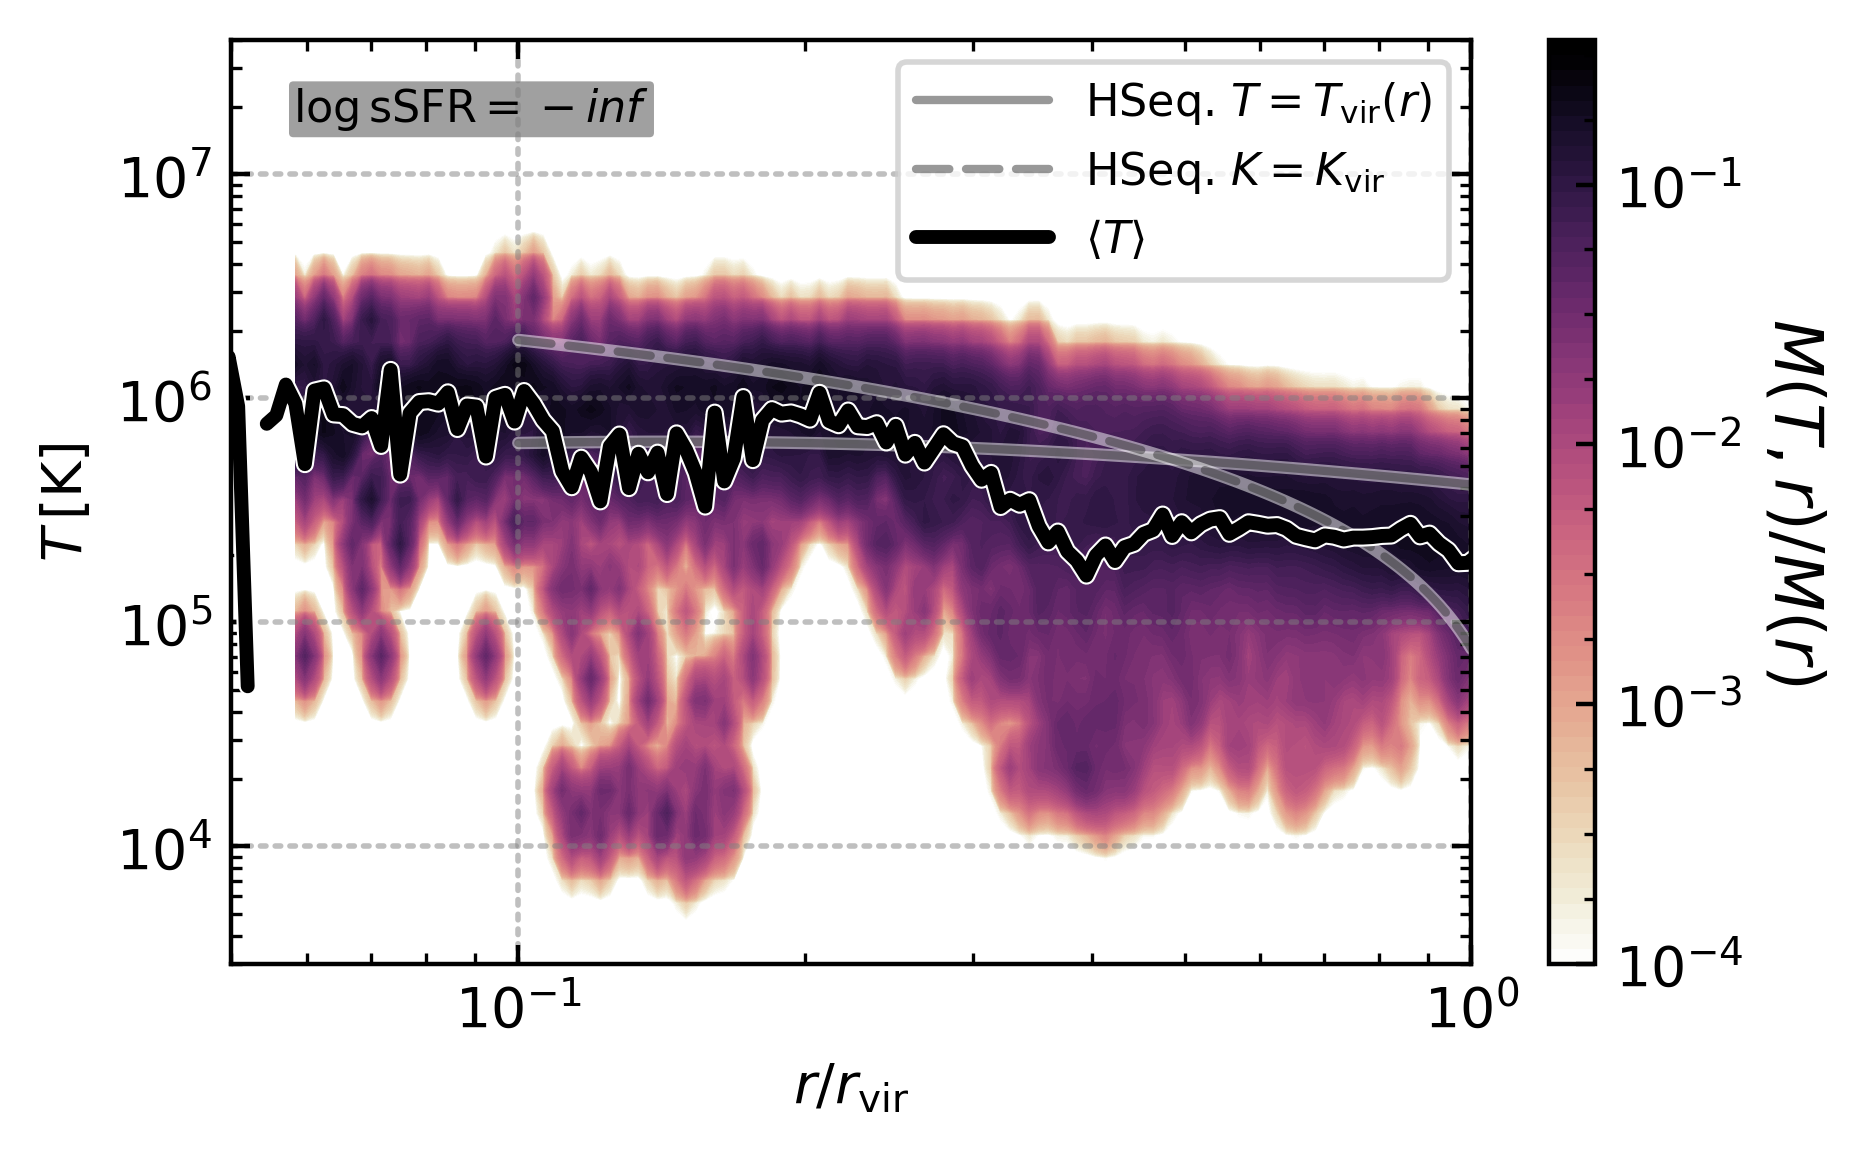 log sSFR = −inf
HSeq. T = T_vir(r)
HSeq. K = K_vir
⟨T⟩
T [K]
10^7
10^6
10^5
10^4
10^−1
10^0
r/r_vir
10^−1
10^−2
10^−3
10^−4
M(T, r)/M(r)